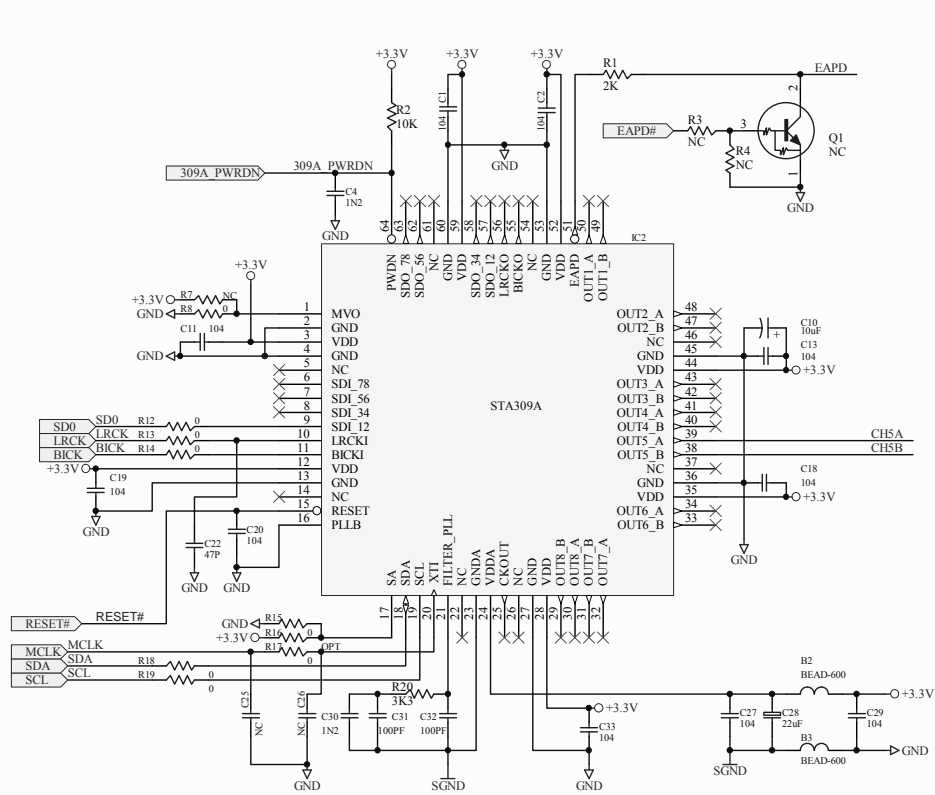 +3.3V
+3.3V
+3.3V
R1
2K
EAPD
2
R2
10K
C1
104
C2
104
EAPD#
R3
NC
3
R4
NC
Q1
NC
1
GND
GND
309A_PWRDN
309A_PWRDN
C4
1N2
GND
64
63
62
61
60
59
58
57
56
55
54
53
52
51
50
49
IC2
PWDN
SDO_78
SDO_56
NC
GND
VDD
SDO_34
SDO_12
LRCKO
BICKO
NC
GND
VDD
EAPD
OUT1_A
OUT1_B
+3.3V
+3.3V
R7
NC
GND
R8
0
C11
104
GND
1
MVO
2
GND
3
VDD
4
GND
5
NC
6
SDI_78
7
SDI_56
8
SDI_34
9
SDI_12
10
LRCKI
11
BICKI
12
VDD
13
GND
14
NC
15
RESET
16
PLLB
STA309A
OUT2_A
48
OUT2_B
47
NC
46
GND
45
VDD
44
OUT3_A
43
OUT3_B
42
OUT4_A
41
OUT4_B
40
OUT5_A
39
OUT5_B
38
NC
37
GND
36
VDD
35
OUT6_A
34
OUT6_B
33
C10
10uF
+
C13
104
+3.3V
CH5A
CH5B
C18
104
+3.3V
GND
SD0
SD0
R12
0
LRCK
LRCK
R13
0
BICK
BICK
R14
0
+3.3V
C19
104
GND
C22
47P
GND
C20
104
GND
SA
SDA
SCL
XTI
FILTER_PLL
NC
GNDA
VDDA
CKOUT
NC
GND
VDD
OUT8_B
OUT8_A
OUT7_B
OUT7_A
17
18
19
20
21
22
23
24
25
26
27
28
29
30
31
32
RESET#
RESET#
GND
R15
0
+3.3V
R16
0
MCLK
MCLK
R17
0
OPT
SDA
SDA
R18
0
SCL
SCL
R19
0
C25
NC
C26
NC
GND
C30
1N2
C31
100PF
R20
3K3
C32
100PF
SGND
+3.3V
C33
104
GND
B2
BEAD-600
+3.3V
C27
104
C28
22uF
C29
104
B3
BEAD-600
GND
SGND